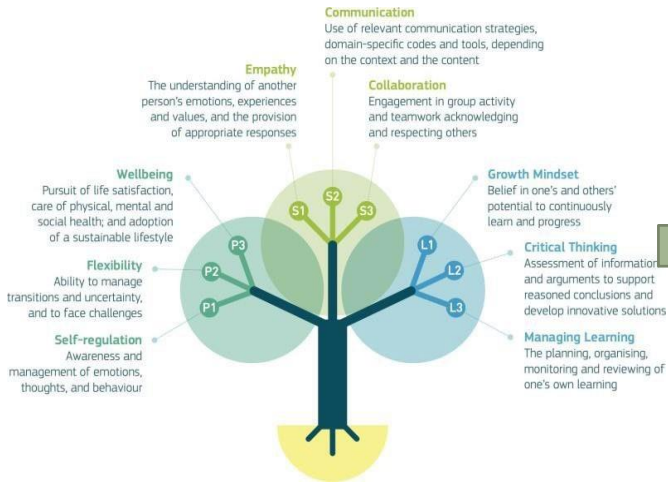 Communication
Use of relevant communication strategies,
domain-specific codes and tools, depending
on the context and the content
Empathy
The understanding of another
person's emotions, experiences
and values, and the provision
of appropriate responses
Collaboration
Engagement in group activity
and teamwork acknowledging
and respecting others
Wellbeing
Pursuit of life satisfaction,
care of physical, mental and
social health; and adoption
of a sustainable lifestyle
Flexibility
Ability to manage
transitions and uncertainty,
and to face challenges
Self-regulation
Awareness and
management of emotions,
thoughts, and behaviour
P3
P2
P1
S1
S2
S3
L1
L2
L3
Growth Mindset
Belief in one's and others'
potential to continuously
learn and progress
Critical Thinking
Assessment of information
and arguments to support
reasoned conclusions and
develop innovative solutions
Managing Learning
The planning, organising,
monitoring and reviewing of
one's own learning